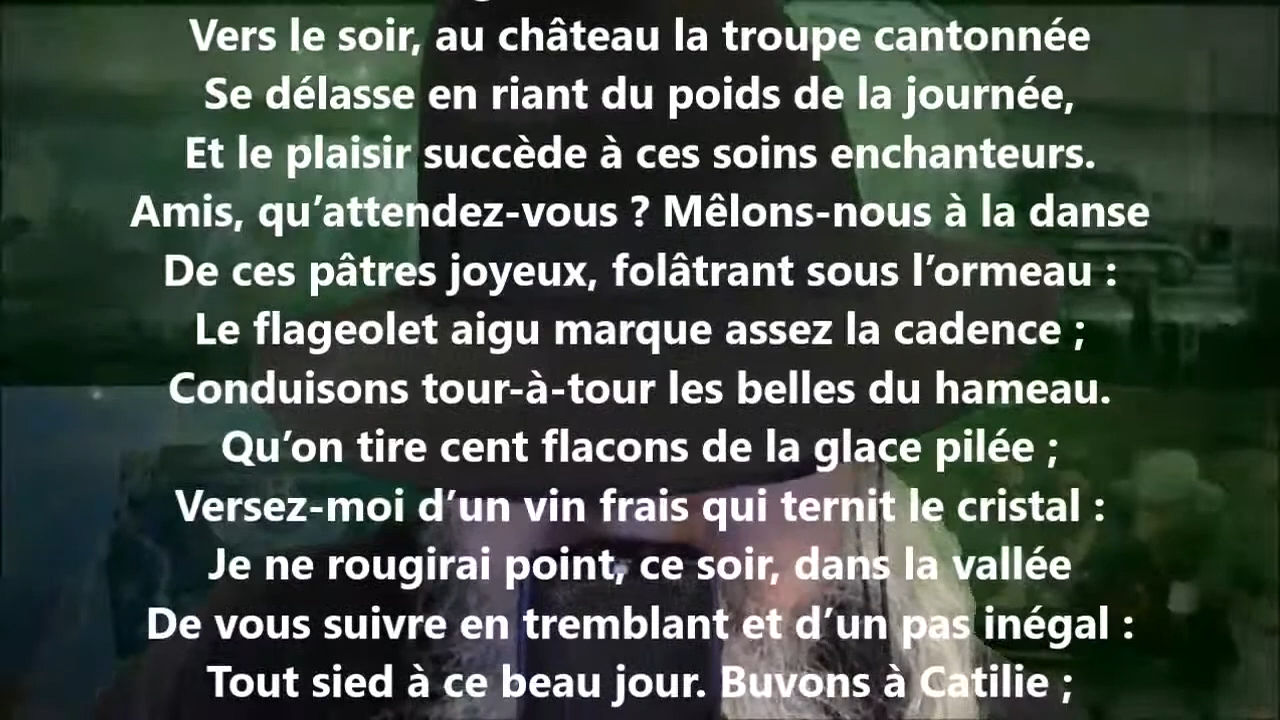 Vers le soir, au château la troupe cantonnée
Se délasse en riant du poids de la journée,
Et le plaisir succède à ces soins enchanteurs.
Amis, qu’attendez-vous ? Mêlons-nous à la danse
De ces pâtres joyeux, folâtrant sous l’ormeau :
Le flageolet aigu marque assez la cadence ;
Conduisons tour-à-tour les belles du hameau.
Qu’on tire cent flacons de la glace pilée ;
Versez-moi d’un vin frais qui ternit le cristal :
Je ne rougirai point, ce soir, dans la vallée
De vous suivre en tremblant et d’un pas inégal :
Tout sied à ce beau jour. Buvons à Catilie ;